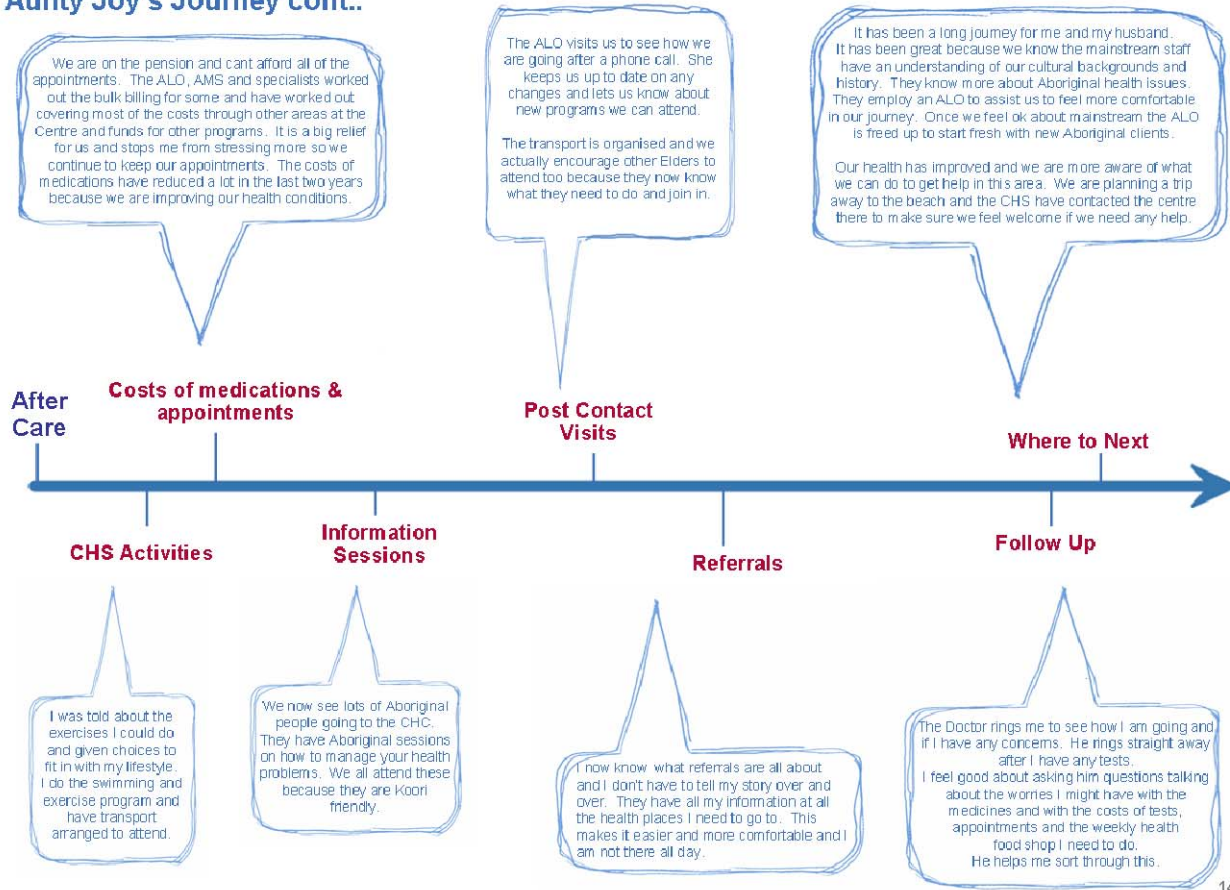 Aunty Joy's Journey cont..
We are on the pension and cant afford all of the
appointments. The ALO, AMS and specialists worked
out the bulk billing for some and have worked out
covering most of the costs through other areas at the
Centre and funds for other programs. It is a big relief
for us and stops me from stressing more so we
continue to keep our appointments. The costs of
medications have reduced a lot in the last two years
because we are improving our health conditions.
The ALO visits us to see how we
are going after a phone call. She
keeps us up to date on any
changes and lets us know about
new programs we can attend.
The transport is organised and we
actually encourage other Elders to
attend too because they now know
what they need to do and join in.
It has been a long journey for me and my husband.
It has been great because we know the mainstream staff
have an understanding of our cultural backgrounds and
history. They know more about Aboriginal health issues.
They employ an ALO to assist us to feel more comfortable
in our journey. Once we feel ok about mainstream the ALO
is freed up to start fresh with new Aboriginal clients.
Our health has improved and we are more aware of what
we can do to get help in this area. We are planning a trip
away to the beach and the CHS have contacted the centre
there to make sure we feel welcome if we need any help.
After
Care
Costs of medications &
appointments
Post Contact
Visits
Where to Next
CHS Activities
Information
Sessions
Referrals
Follow Up
I was told about the
exercises I could do
and given choices to
fit in with my lifestyle.
I do the swimming and
exercise program and
have transport
arranged to attend.
We now see lots of Aboriginal
people going to the CHC.
They have Aboriginal sessions
on how to manage your health
problems. We all attend these
because they are Koori
friendly.
I now know what referrals are all about
and I don't have to tell my story over and
over. They have all my information at all
the health places I need to go to. This
makes it easier and more comfortable and I
am not there all day.
The Doctor rings me to see how I am going and
if I have any concerns. He rings straight away
after I have any tests.
I feel good about asking him questions talking
about the worries I might have with the
medicines and with the costs of tests,
appointments and the weekly health
food shop I need to do.
He helps me sort through this.